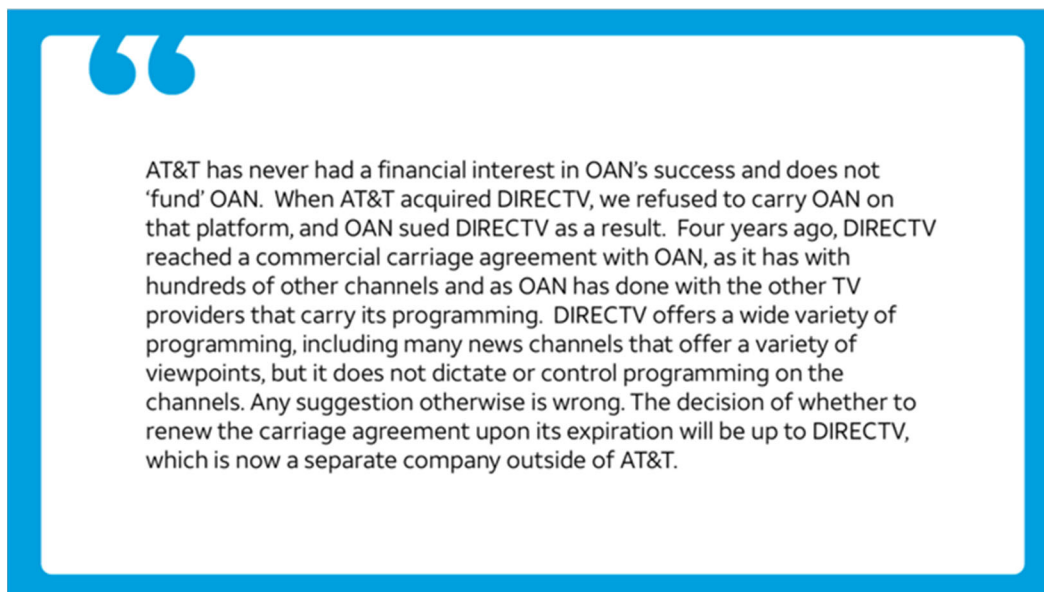 “
AT&T has never had a financial interest in OAN’s success and does not
‘fund’ OAN.  When AT&T acquired DIRECTV, we refused to carry OAN on
that platform, and OAN sued DIRECTV as a result.  Four years ago, DIRECTV
reached a commercial carriage agreement with OAN, as it has with
hundreds of other channels and as OAN has done with the other TV
providers that carry its programming.  DIRECTV offers a wide variety of
programming, including many news channels that offer a variety of
viewpoints, but it does not dictate or control programming on the
channels. Any suggestion otherwise is wrong. The decision of whether to
renew the carriage agreement upon its expiration will be up to DIRECTV,
which is now a separate company outside of AT&T.